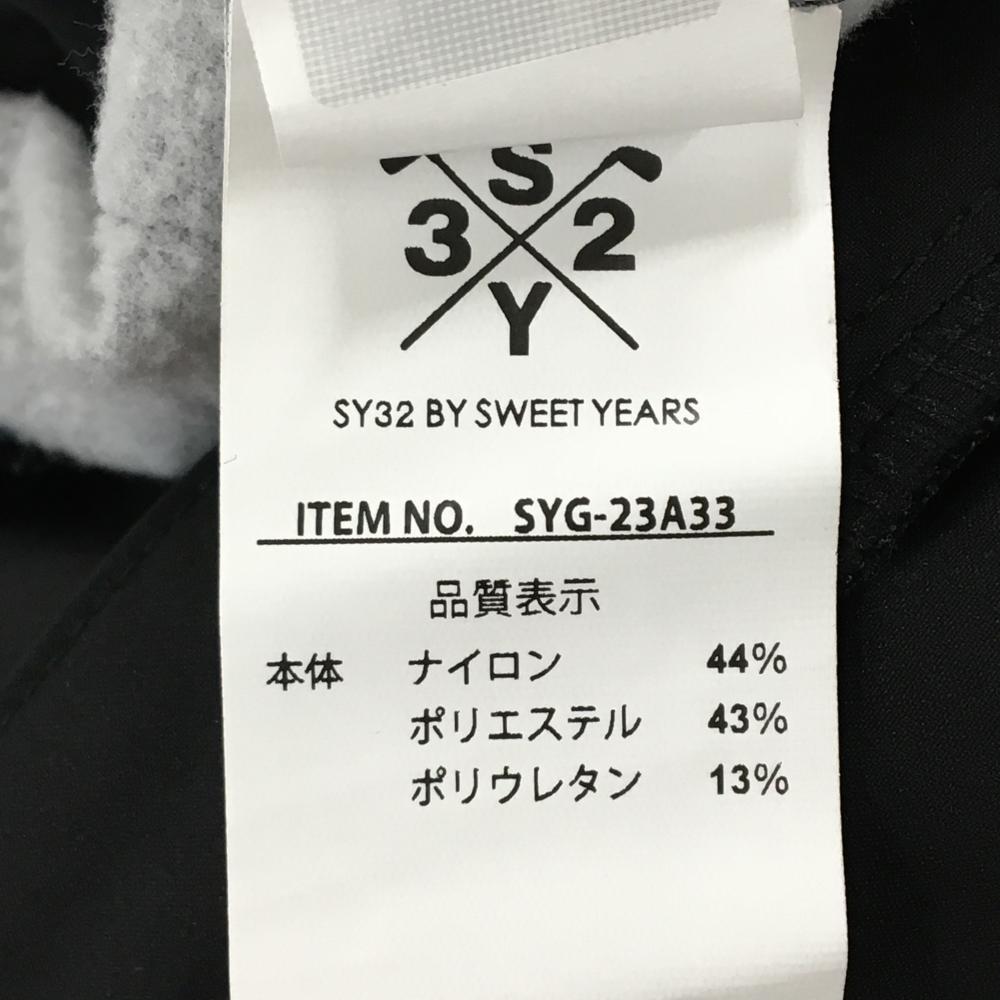 S
3 2
Y
SY32 BY SWEET YEARS
ITEM NO. SYG-23A33
品質表示
本体 ナイロン 44%
ポリエステル 43%
ポリウレタン 13%